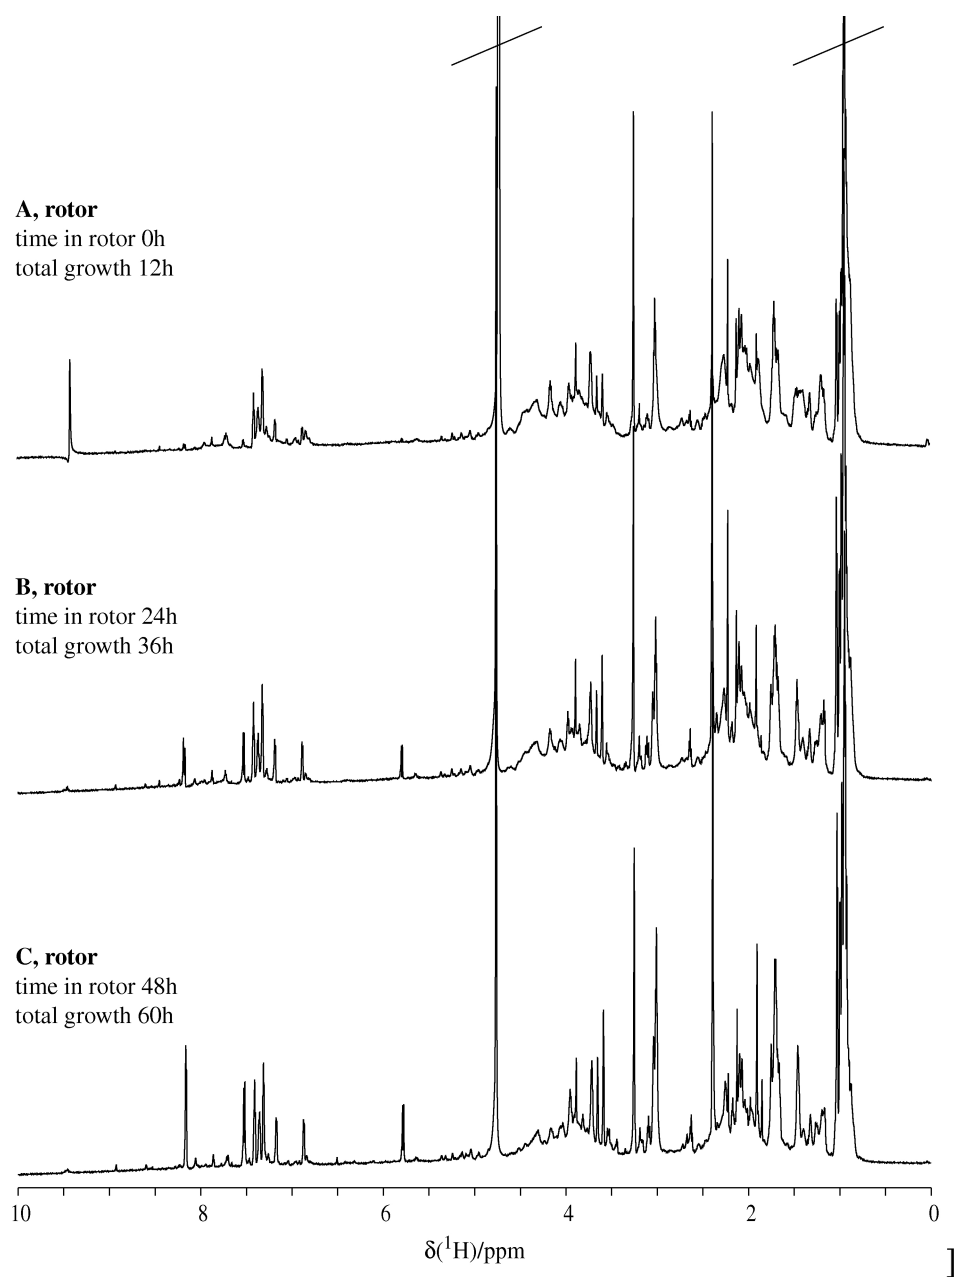 A, rotor
time in rotor 0h
total growth 12h
B, rotor
time in rotor 24h
total growth 36h
C, rotor
time in rotor 48h
total growth 60h
10 8 6 4 2 0
δ(¹H)/ppm
]